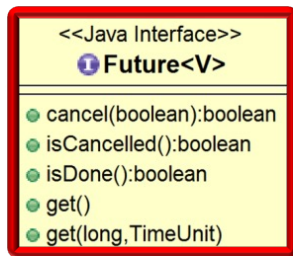 <<Java Interface>>
I Future<V>
cancel(boolean):boolean
isCancelled():boolean
isDone():boolean
get()
get(long,TimeUnit)